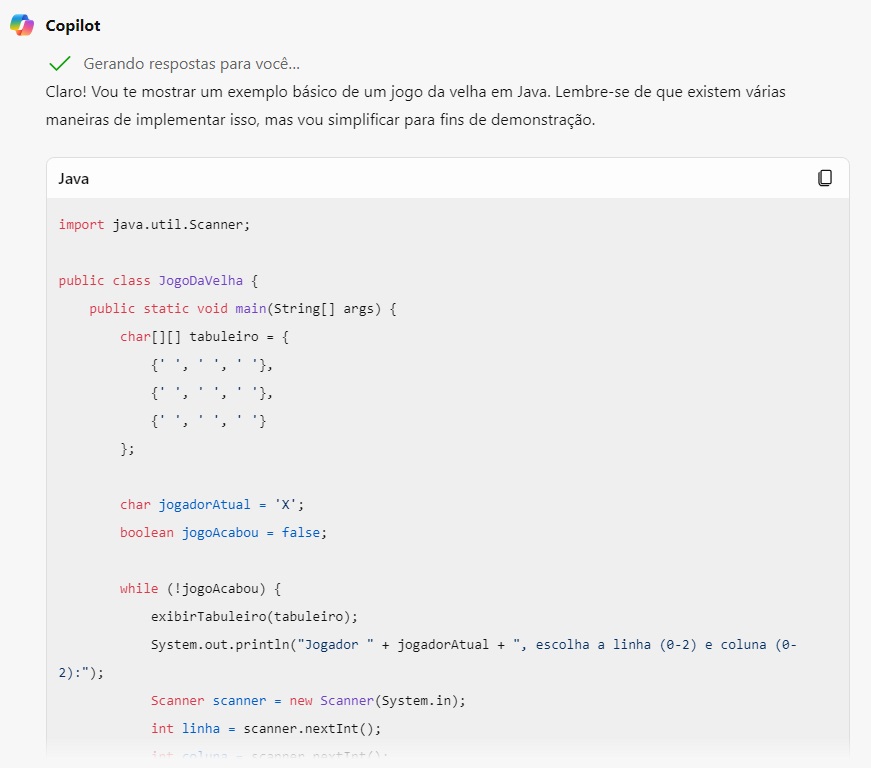 Copilot
Gerando respostas para você...
Claro! Vou te mostrar um exemplo básico de um jogo da velha em Java. Lembre-se de que existem várias
maneiras de implementar isso, mas vou simplificar para fins de demonstração.
Java
import java.util.Scanner;
public class JogoDaVelha {
    public static void main(String[] args) {
        char[][] tabuleiro = {
            {' ', ' ', ' '},
            {' ', ' ', ' '},
            {' ', ' ', ' '}
        };
        char jogadorAtual = 'X';
        boolean jogoAcabou = false;
        while (!jogoAcabou) {
            exibirTabuleiro(tabuleiro);
            System.out.println("Jogador " + jogadorAtual + ", escolha a linha (0-2) e coluna (0-
2):");
            Scanner scanner = new Scanner(System.in);
            int linha = scanner.nextInt();
            int coluna = scanner.nextInt();